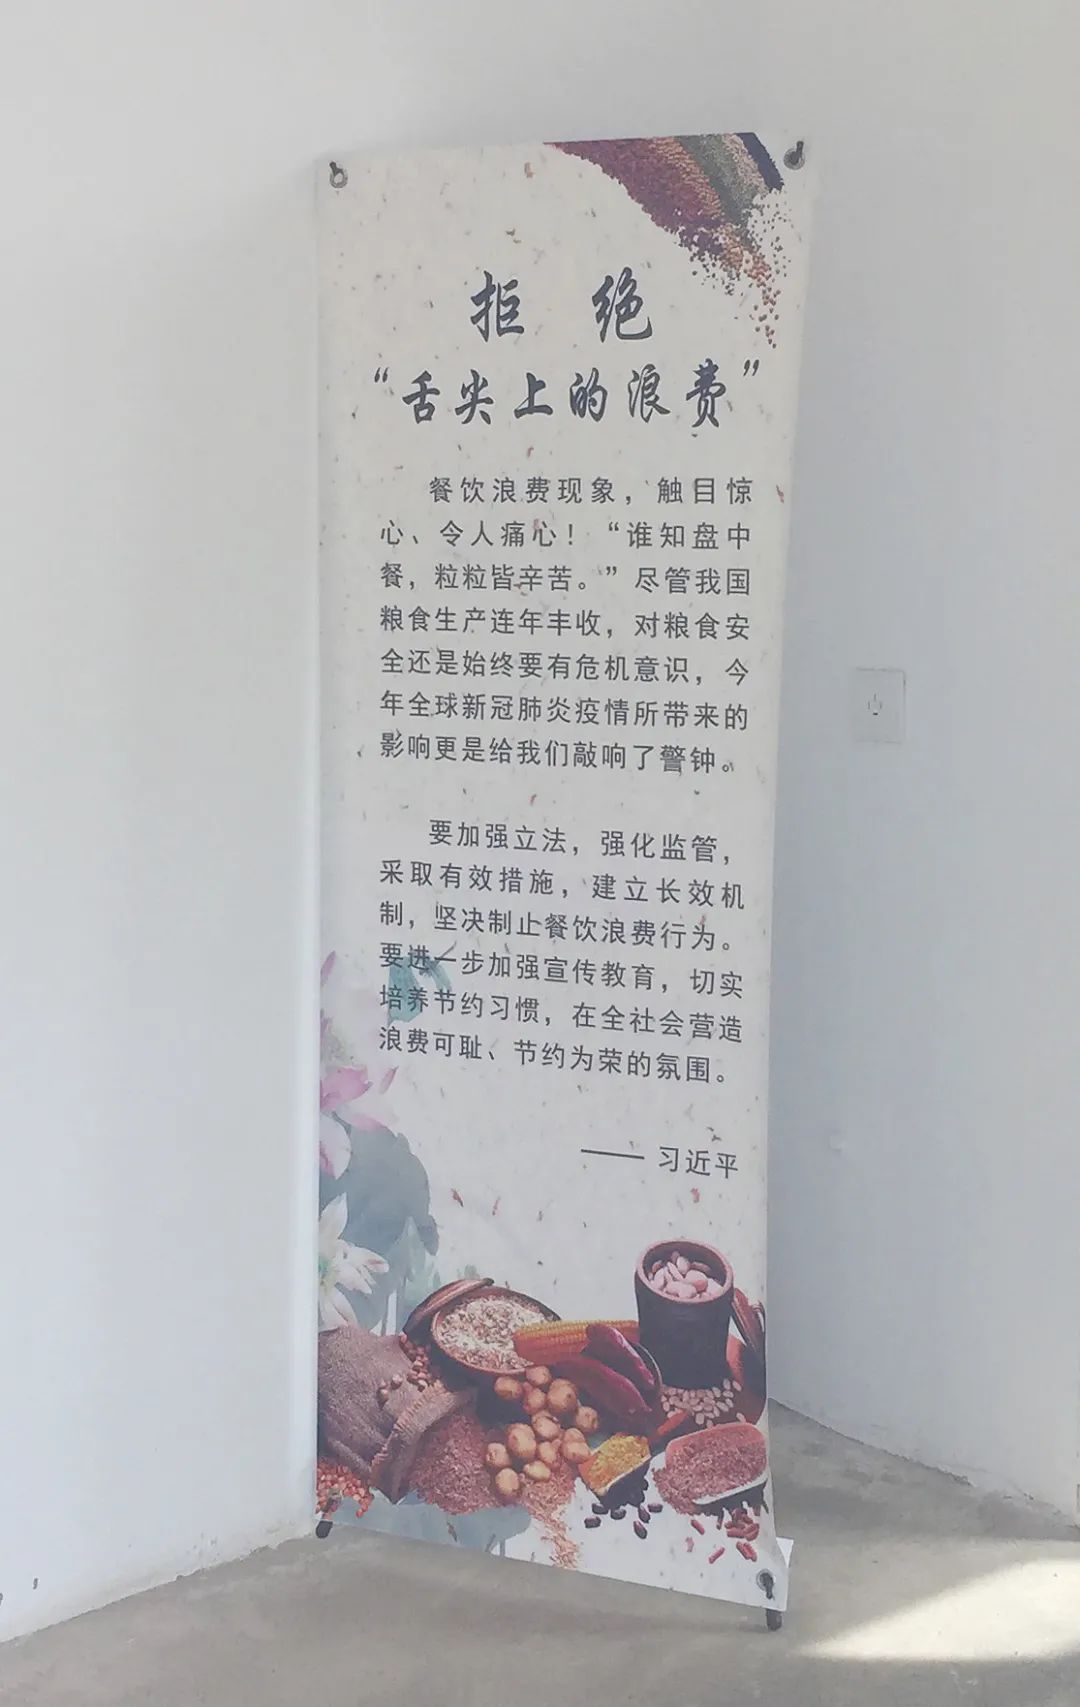 拒 绝
“舌尖上的浪费”
餐饮浪费现象，触目惊
心、令人痛心！“谁知盘中
餐，粒粒皆辛苦。”尽管我国
粮食生产连年丰收，对粮食安
全还是始终要有危机意识，今
年全球新冠肺炎疫情所带来的
影响更是给我们敲响了警钟。
要加强立法，强化监管，
采取有效措施，建立长效机
制，坚决制止餐饮浪费行为。
要进一步加强宣传教育，切实
培养节约习惯，在全社会营造
浪费可耻、节约为荣的氛围。
—— 习近平